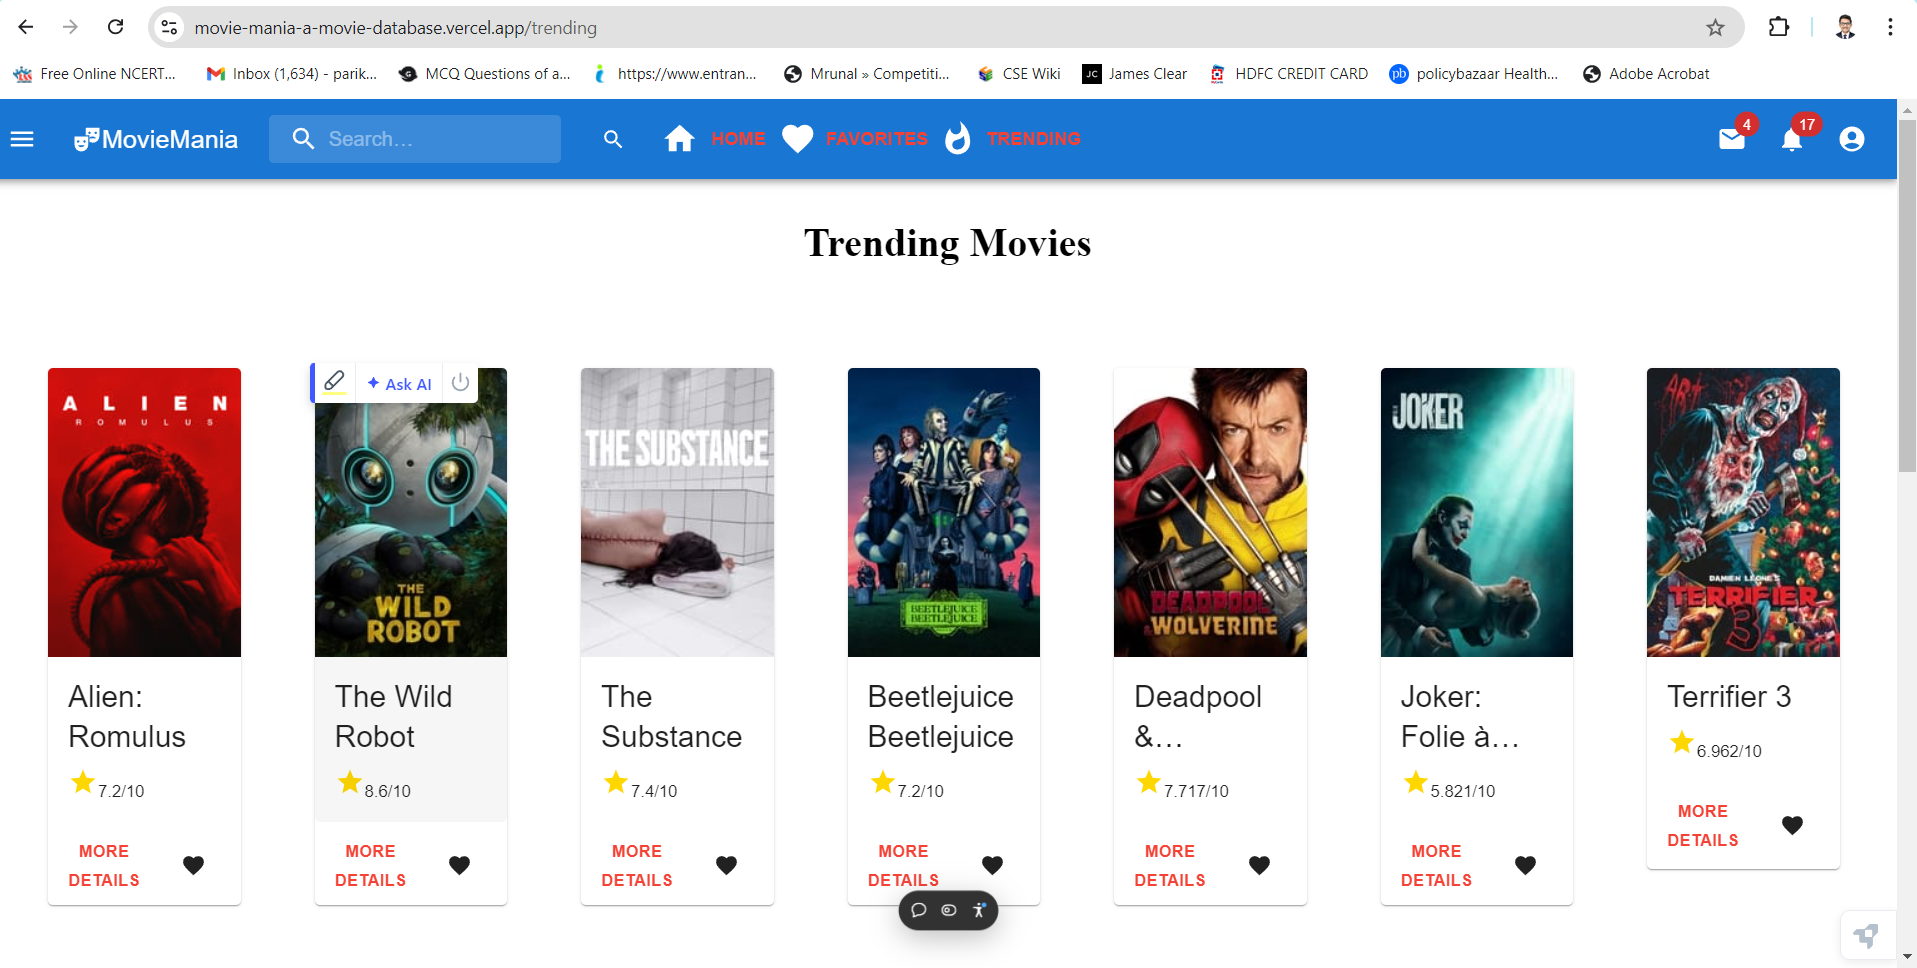 movie-mania-a-movie-database.vercel.app/trending
Free Online NCERT...
Inbox (1,634) - parik...
MCQ Questions of a...
https://www.entran...
Mrunal » Competiti...
CSE Wiki
JC James Clear
HDFC CREDIT CARD
pb policybazaar Health...
Adobe Acrobat
MovieMania
Search...
HOME
FAVORITES
TRENDING
4
17
Trending Movies
ALIEN
ROMULUS
Ask AI
THE
WILD
ROBOT
THE SUBSTANCE
BEETLEJUICE
BEETLEJUICE
DEADPOOL
WOLVERINE
JOKER
ART
DAMIEN LEONE'S
TERRIFIER
3
Alien:
Romulus
7.2/10
MORE
DETAILS
The Wild
Robot
8.6/10
MORE
DETAILS
The
Substance
7.4/10
MORE
DETAILS
Beetlejuice
Beetlejuice
7.2/10
MORE
DETAILS
Deadpool
&...
7.717/10
MORE
DETAILS
Joker:
Folie à...
5.821/10
MORE
DETAILS
Terrifier 3
6.962/10
MORE
DETAILS